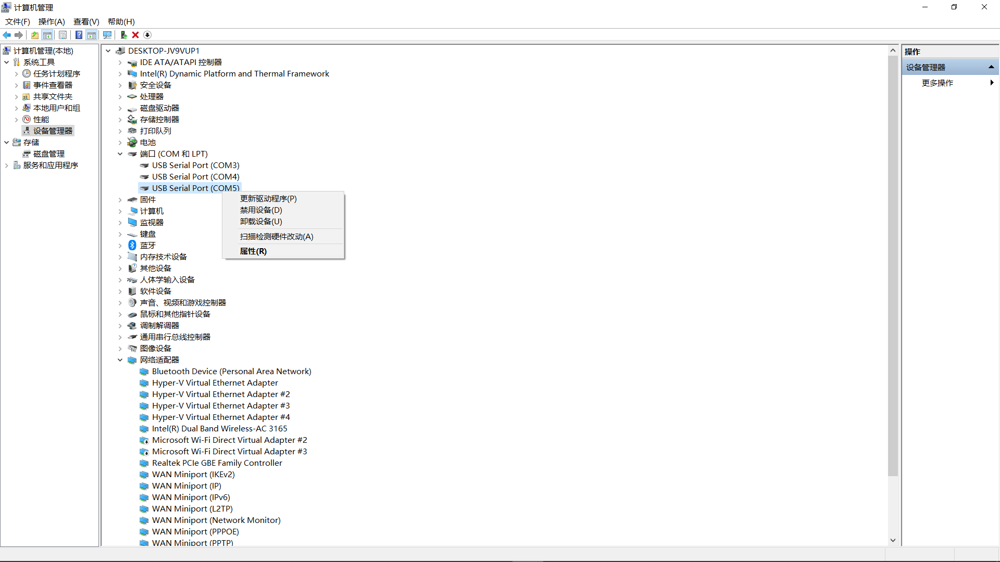 计算机管理
文件(F) 操作(A) 查看(V) 帮助(H)
计算机管理(本地)
系统工具
任务计划程序
事件查看器
共享文件夹
本地用户和组
性能
设备管理器
存储
磁盘管理
服务和应用程序
DESKTOP-JV9VUP1
IDE ATA/ATAPI 控制器
Intel(R) Dynamic Platform and Thermal Framework
安全设备
处理器
磁盘驱动器
存储控制器
打印队列
电池
端口 (COM 和 LPT)
USB Serial Port (COM3)
USB Serial Port (COM4)
USB Serial Port (COM5)
固件
计算机
监视器
键盘
蓝牙
内存技术设备
其他设备
人体学输入设备
软件设备
声音、视频和游戏控制器
鼠标和其他指针设备
调制解调器
通用串行总线控制器
图像设备
网络适配器
Bluetooth Device (Personal Area Network)
Hyper-V Virtual Ethernet Adapter
Hyper-V Virtual Ethernet Adapter #2
Hyper-V Virtual Ethernet Adapter #3
Hyper-V Virtual Ethernet Adapter #4
Intel(R) Dual Band Wireless-AC 3165
Microsoft Wi-Fi Direct Virtual Adapter #2
Microsoft Wi-Fi Direct Virtual Adapter #3
Realtek PCIe GBE Family Controller
WAN Miniport (IKEv2)
WAN Miniport (IP)
WAN Miniport (IPv6)
WAN Miniport (L2TP)
WAN Miniport (Network Monitor)
WAN Miniport (PPPOE)
WAN Miniport (PPTP)
更新驱动程序(P)
禁用设备(D)
卸载设备(U)
扫描检测硬件改动(A)
属性(R)
操作
设备管理器
更多操作